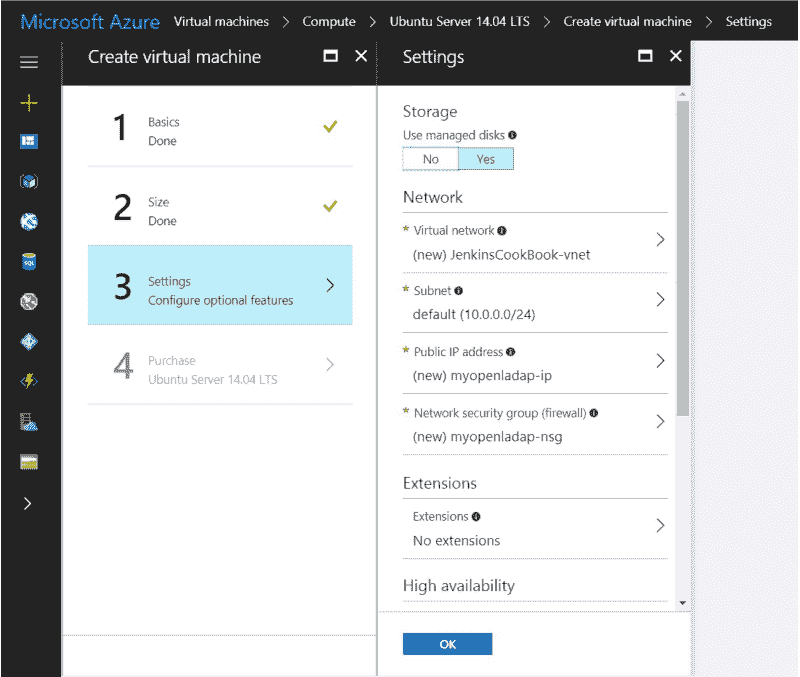 Microsoft Azure Virtual machines > Compute > Ubuntu Server 14.04 LTS > Create virtual machine > Settings
Create virtual machine
1 Basics
Done
2 Size
Done
3 Settings
Configure optional features
4 Purchase
Ubuntu Server 14.04 LTS
Settings
Storage
Use managed disks
No Yes
Network
* Virtual network
(new) JenkinsCookBook-vnet
* Subnet
default (10.0.0.0/24)
* Public IP address
(new) myopenladap-ip
* Network security group (firewall)
(new) myopenladap-nsg
Extensions
Extensions
No extensions
High availability
OK
SQL